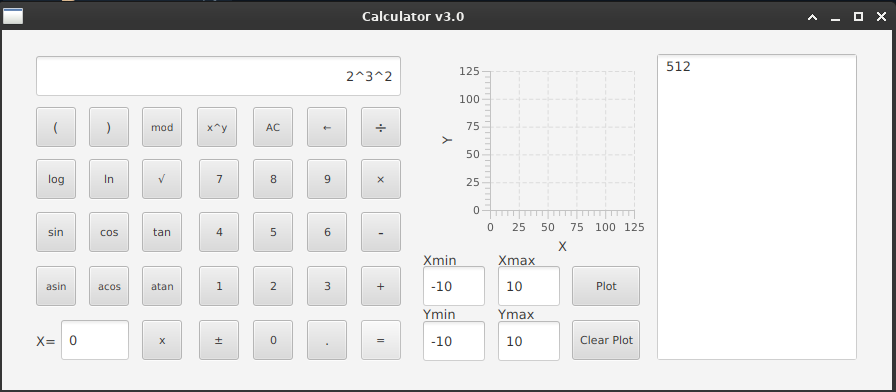 Calculator v3.0
2^3^2
( ) mod x^y AC ← ÷
log ln √ 7 8 9 ×
sin cos tan 4 5 6 -
asin acos atan 1 2 3 +
X= 0 x ± 0 . =
125
100
75
50
25
0
Y
0 25 50 75 100 125
X
Xmin Xmax
-10 10 Plot
Ymin Ymax
-10 10 Clear Plot
512